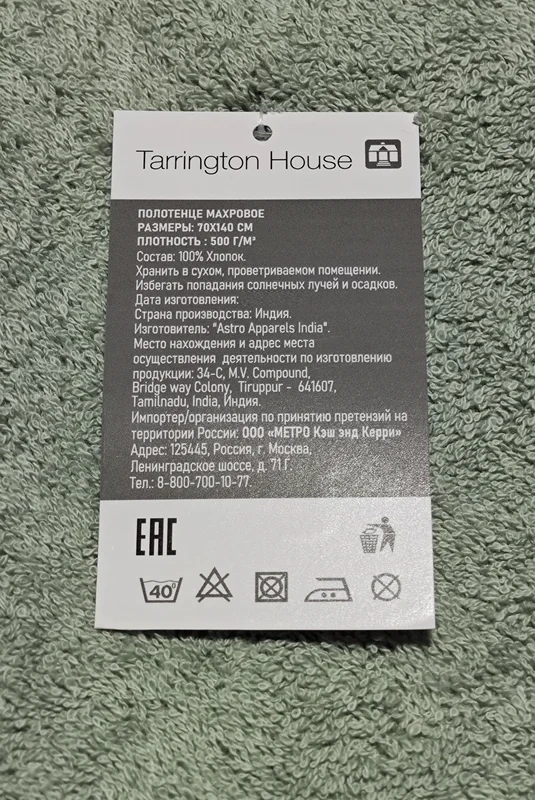 Tarrington House
ПОЛОТЕНЦЕ МАХРОВОЕ
РАЗМЕРЫ: 70Х140 СМ
ПЛОТНОСТЬ : 500 Г/М²
Состав: 100% Хлопок.
Хранить в сухом, проветриваемом помещении.
Избегать попадания солнечных лучей и осадков.
Дата изготовления:
Страна производства: Индия.
Изготовитель: "Astro Apparels India".
Место нахождения и адрес места
осуществления деятельности по изготовлению
продукции: 34-C, M.V. Compound,
Bridge way Colony, Tiruppur - 641607,
Tamilnadu, India, Индия.
Импортер/организация по принятию претензий на
территории России: ООО «МЕТРО Кэш энд Керри»
Адрес: 125445, Россия, г. Москва,
Ленинградское шоссе, д. 71 Г.
Тел.: 8-800-700-10-77.
EAC
40°